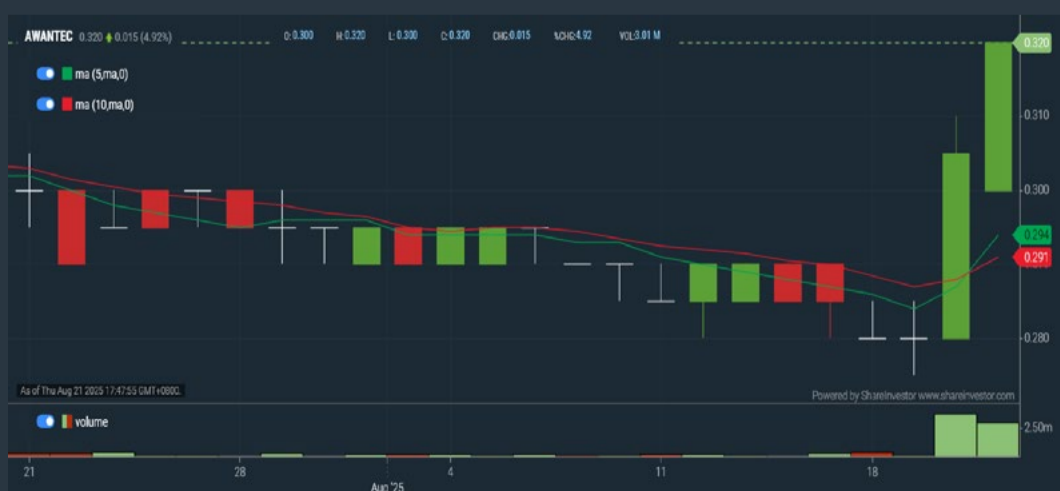 AWANTEC 0.320 0.015 (4.92%) O: 0.300 H: 0.320 L: 0.300 C: 0.320 CHG: 0.015 %CHG: 4.92 VOL: 3.01 M
0.320
ma (5,ma,0)
ma (10,ma,0)
0.310
0.300
0.294
0.291
0.280
As of Thu Aug 21 2025 17:47:55 GMT+0800.
Powered by ShareInvestor www.shareinvestor.com
volume
2.50m
21 28 4 11 18
Aug '25